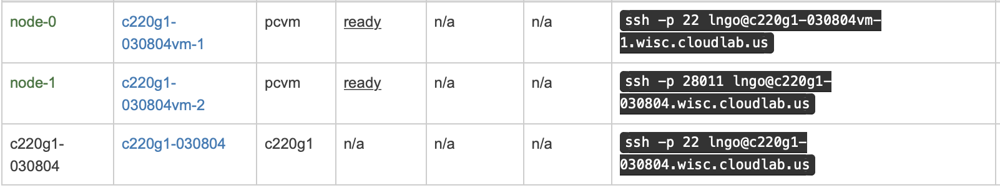 node-0 c220g1- pcvm ready n/a n/a ssh -p 22 lngo@c220g1-030804vm-
030804vm-1 1.wisc.cloudlab.us
node-1 c220g1- pcvm ready n/a n/a ssh -p 28011 lngo@c220g1-
030804vm-2 030804.wisc.cloudlab.us
c220g1- c220g1-030804 c220g1 n/a n/a n/a ssh -p 22 lngo@c220g1-
030804 030804.wisc.cloudlab.us